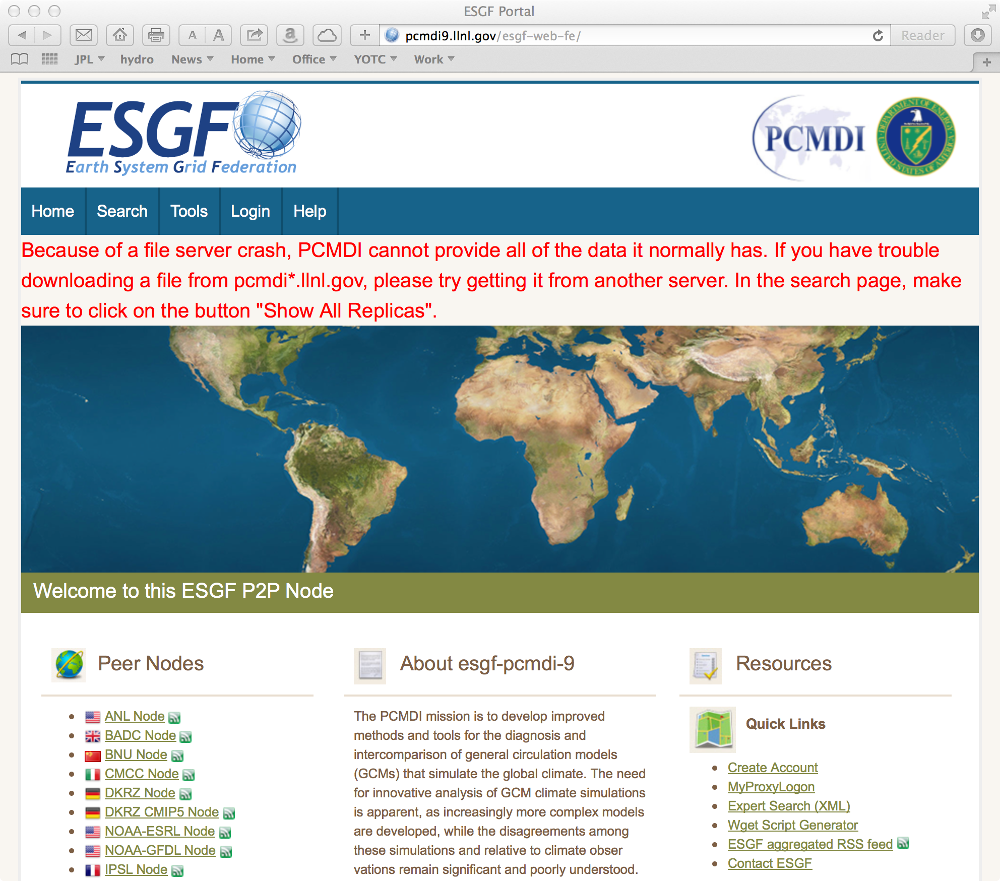 ESGF Portal
pcmdi9.llnl.gov/esgf-web-fe/
Reader
JPL hydro News Home Office YOTC Work
ESGF
Earth System Grid Federation
PCMDI
DEPARTMENT OF ENERGY
UNITED STATES OF AMERICA
Home Search Tools Login Help
Because of a file server crash, PCMDI cannot provide all of the data it normally has. If you have trouble
downloading a file from pcmdi*.llnl.gov, please try getting it from another server. In the search page, make
sure to click on the button "Show All Replicas".
Welcome to this ESGF P2P Node
Peer Nodes
ANL Node
BADC Node
BNU Node
CMCC Node
DKRZ Node
DKRZ CMIP5 Node
NOAA-ESRL Node
NOAA-GFDL Node
IPSL Node
About esgf-pcmdi-9
The PCMDI mission is to develop improved
methods and tools for the diagnosis and
intercomparison of general circulation models
(GCMs) that simulate the global climate. The need
for innovative analysis of GCM climate simulations
is apparent, as increasingly more complex models
are developed, while the disagreements among
these simulations and relative to climate obser
vations remain significant and poorly understood.
Resources
Quick Links
Create Account
MyProxyLogon
Expert Search (XML)
Wget Script Generator
ESGF aggregated RSS feed
Contact ESGF